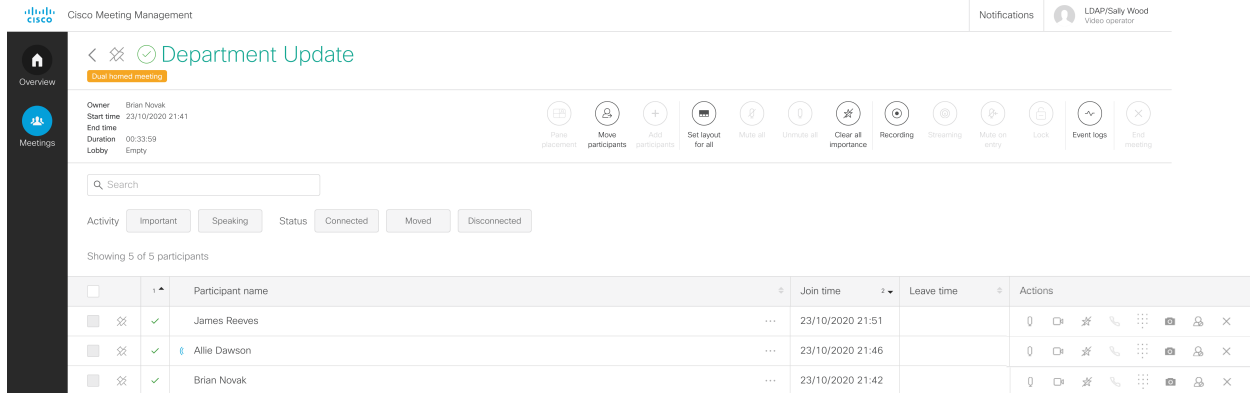 CISCO Cisco Meeting Management Notifications LDAP/Sally Wood
Video operator
Department Update
Dual homed meeting
Overview
Meetings
Owner Brian Novak
Start time 23/10/2020 21:41
End time
Duration 00:33:59
Lobby Empty
Pane placement
Move participants
Add participants
Set layout for all
Mute all
Unmute all
Clear all importance
Recording
Streaming
Mute on entry
Lock
Event logs
End meeting
Search
Activity Important Speaking Status Connected Moved Disconnected
Showing 5 of 5 participants
1 Participant name Join time 2 Leave time Actions
James Reeves ... 23/10/2020 21:51
Allie Dawson ... 23/10/2020 21:46
Brian Novak ... 23/10/2020 21:42